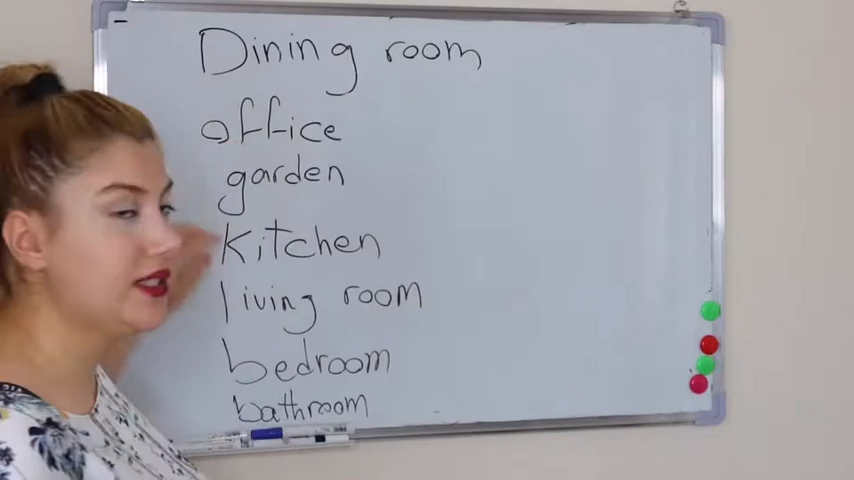 Dining room
office
garden
Kitchen
living room
bedroom
bathroom